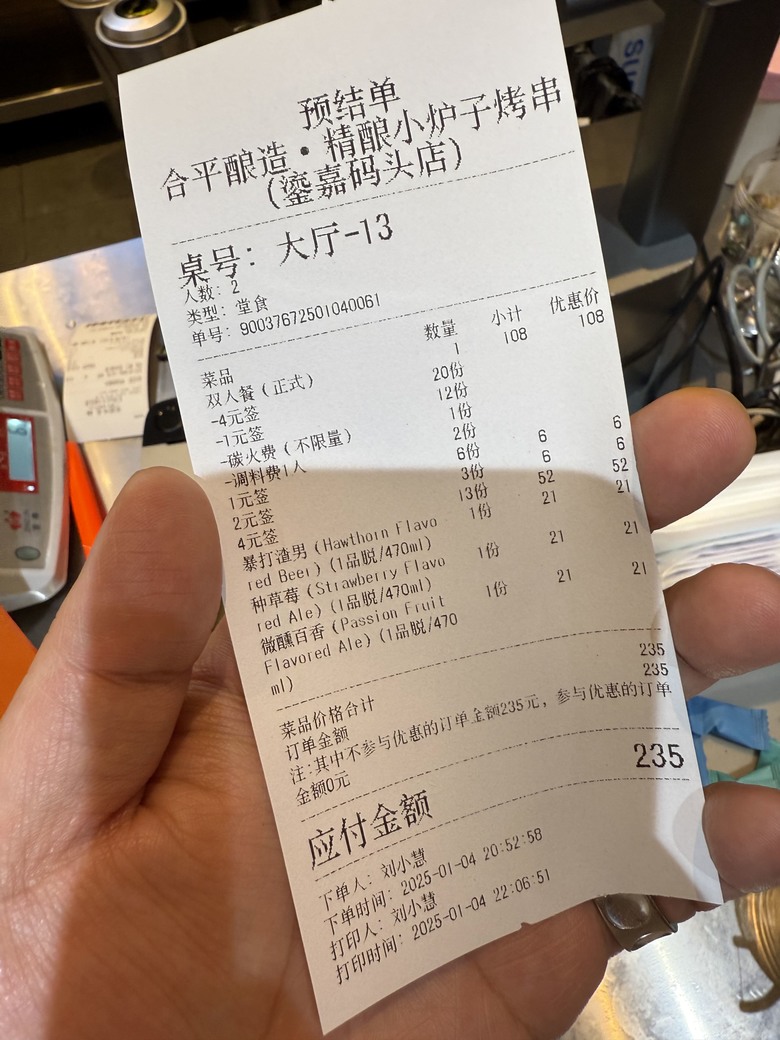 预结单
合平酿造·精酿小炉子烤串
(鎏嘉码头店)
桌号: 大厅-13
人数: 2
类型: 堂食
单号: 90037672501040061
菜品 数量 小计 优惠价
双人餐(正式) 1 108 108
-4元签 20份
-1元签 12份
-碳火费(不限量) 1份
-调料费1人 2份
1元签 6份 6 6
2元签 3份 6 6
4元签 13份 52 52
暴打渣男(Hawthorn Flavo 1份 21 21
red Beer)(1品脱/470ml)
种草莓(Strawberry Flavo 1份 21 21
red Ale)(1品脱/470ml)
微醺百香(Passion Fruit 1份 21 21
Flavored Ale)(1品脱/470
ml)
菜品价格合计 235
订单金额 235
注:其中不参与优惠的订单金额235元, 参与优惠的订单
金额0元
应付金额 235
下单人: 刘小慧
下单时间: 2025-01-04 20:52:58
打印人: 刘小慧
打印时间: 2025-01-04 22:06:51